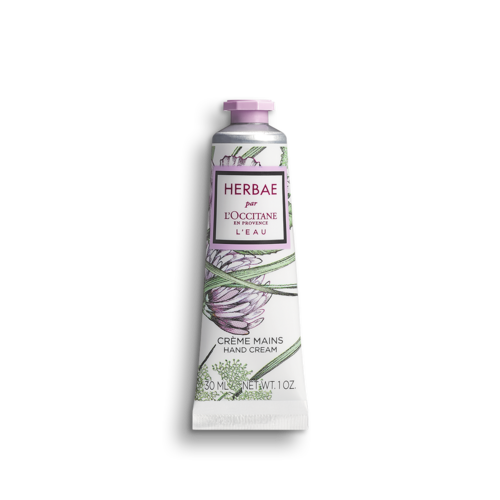 HERBAE
par
L'OCCITANE
EN PROVENCE
L'EAU
CRÈME MAINS
HAND CREAM
30 ML℮ NET WT. 1 OZ.